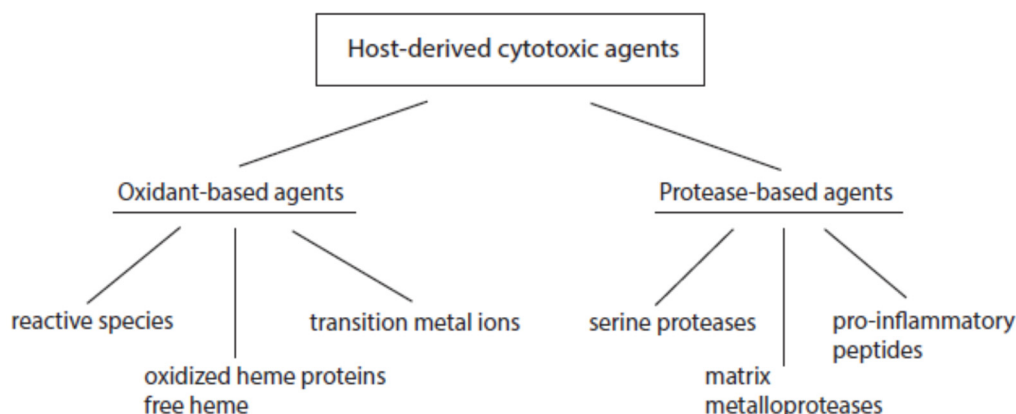 Host-derived cytotoxic agents
Oxidant-based agents
Protease-based agents
reactive species
transition metal ions
oxidized heme proteins
free heme
serine proteases
pro-inflammatory
peptides
matrix
metalloproteases